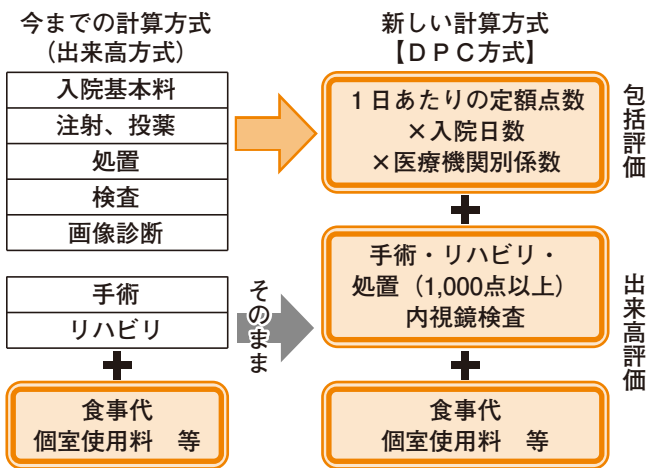 今までの計算方式
(出来高方式)
入院基本料
注射、投薬
処置
検査
画像診断
手術
リハビリ
+
食事代
個室使用料　等
そのまま
新しい計算方式
【ＤＰＣ方式】
１日あたりの定額点数
×入院日数
×医療機関別係数
包括評価
+
手術・リハビリ・
処置（1,000点以上）
内視鏡検査
+
食事代
個室使用料　等
出来高評価